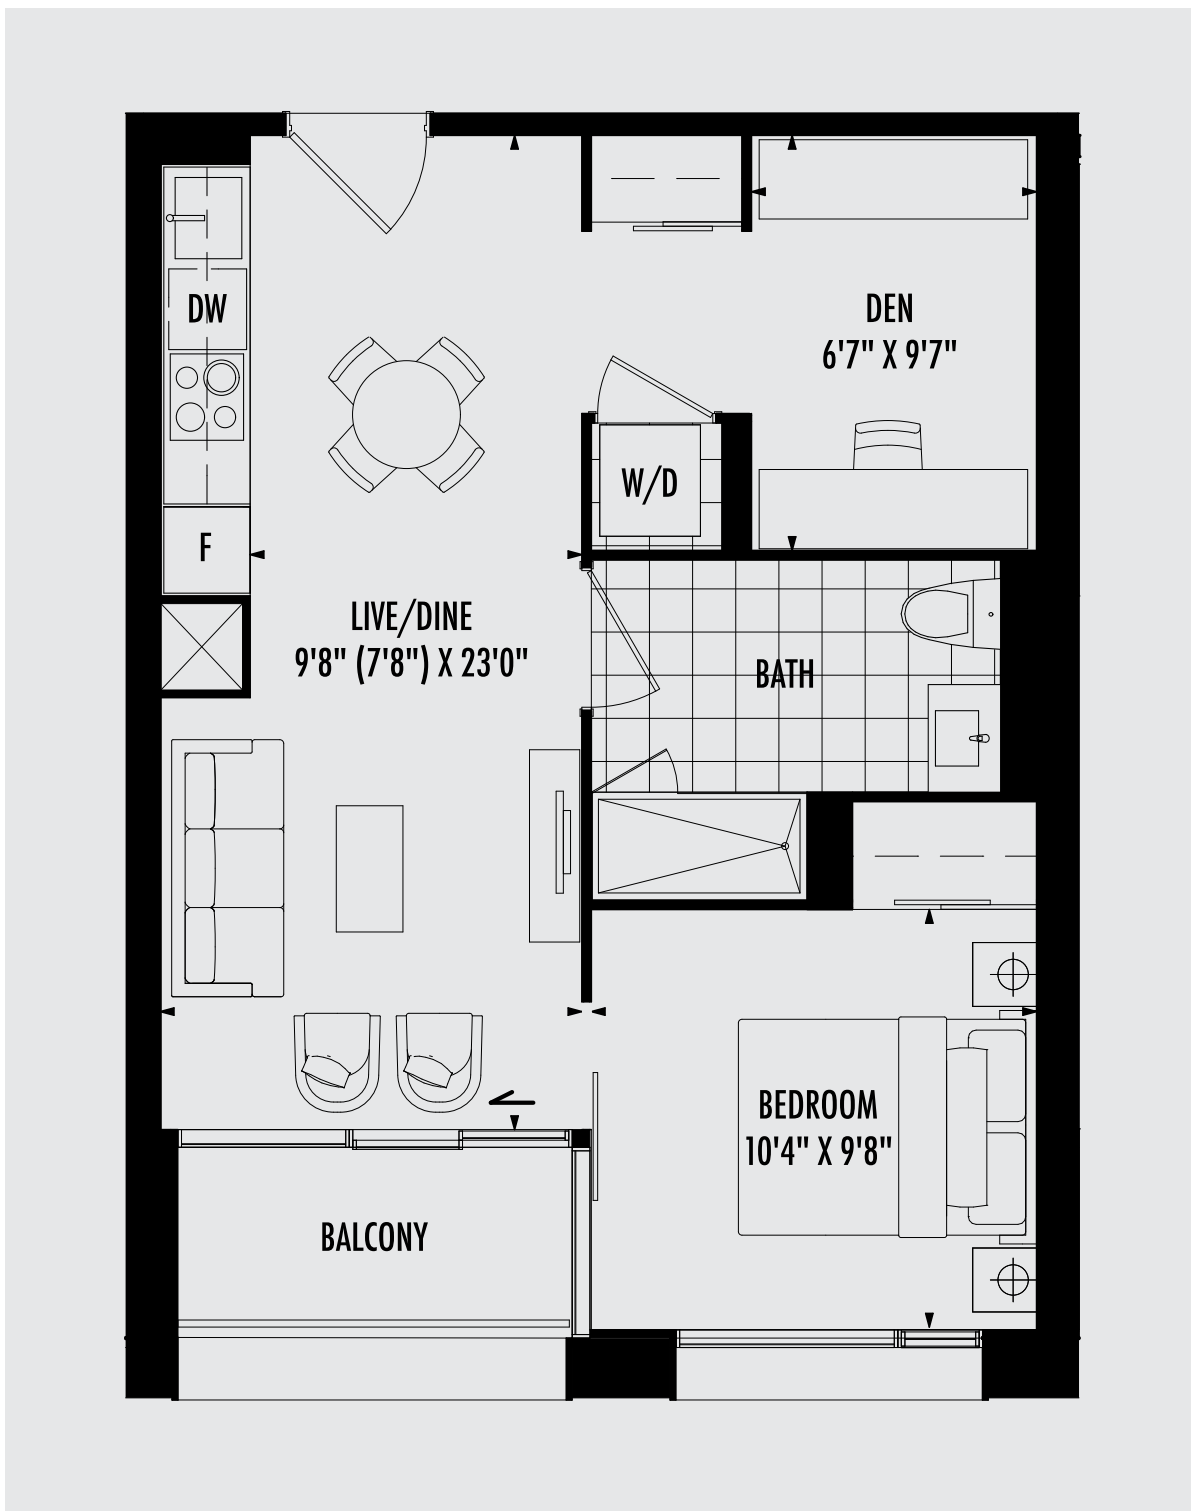 DEN
6'7" X 9'7"
DW
W/D
F
LIVE/DINE
9'8" (7'8") X 23'0"
BATH
BEDROOM
10'4" X 9'8"
BALCONY